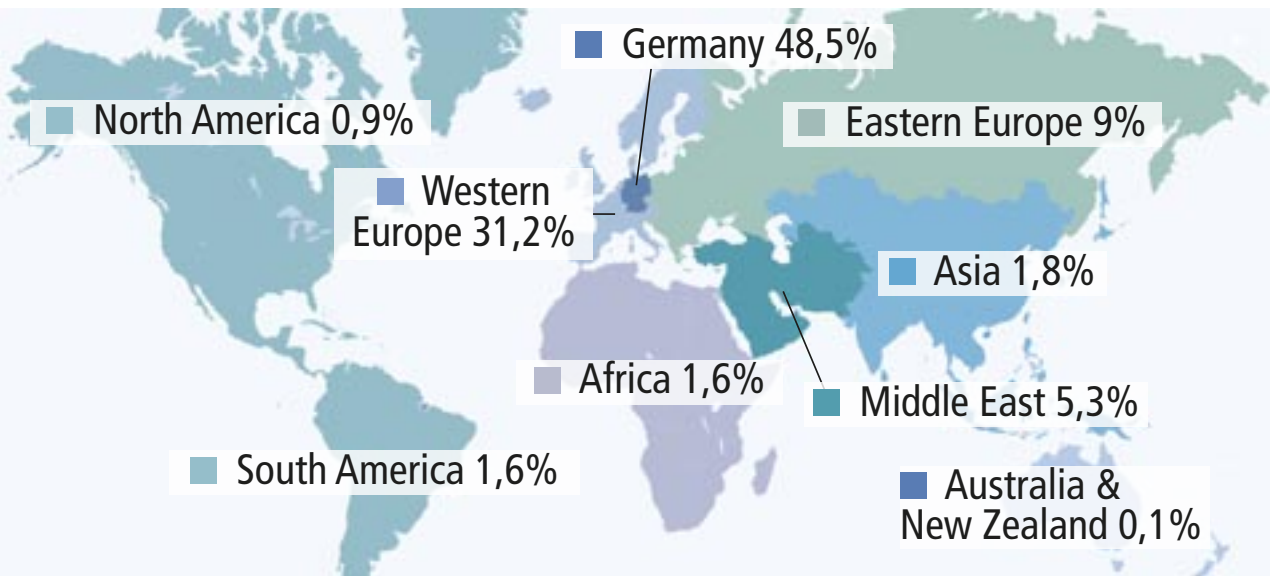 Germany 48,5%
North America 0,9%
Eastern Europe 9%
Western
Europe 31,2%
Asia 1,8%
Africa 1,6%
Middle East 5,3%
South America 1,6%
Australia &
New Zealand 0,1%